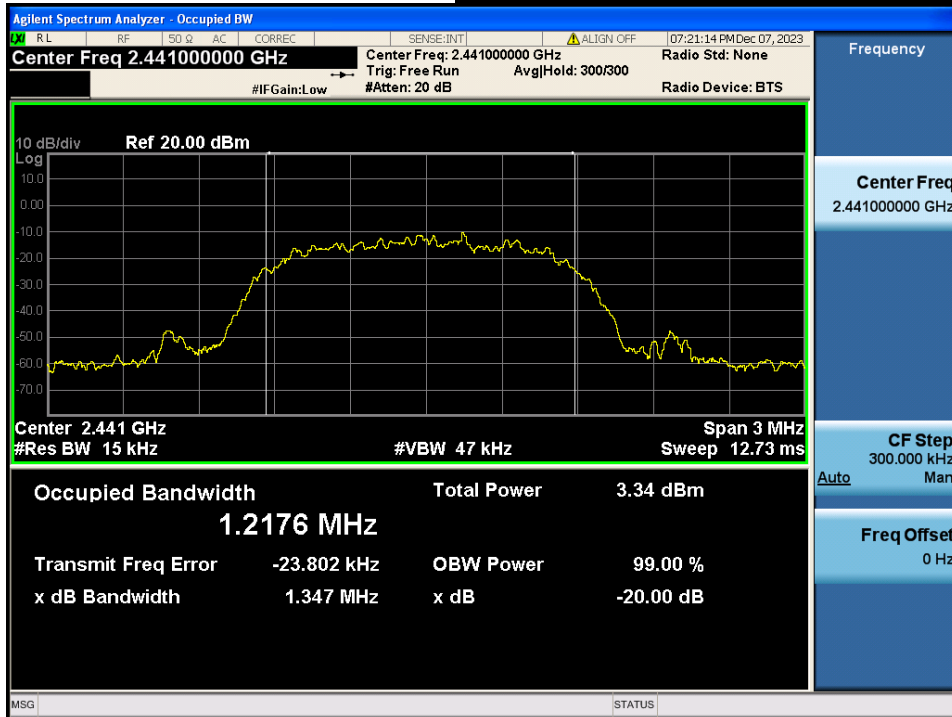 Agilent Spectrum Analyzer - Occupied BW
LXI RL RF 50 Ω AC CORREC SENSE:INT ALIGN OFF 07:21:14 PM Dec 07, 2023
Center Freq 2.441000000 GHz
Center Freq: 2.441000000 GHz
Radio Std: None
Trig: Free Run Avg|Hold: 300/300
#IFGain:Low
#Atten: 20 dB
Radio Device: BTS
10 dB/div Ref 20.00 dBm
Log
10.0
0.00
-10.0
-20.0
-30.0
-40.0
-50.0
-60.0
-70.0
Center 2.441 GHz
Span 3 MHz
#Res BW 15 kHz
#VBW 47 kHz
Sweep 12.73 ms
Occupied Bandwidth
1.2176 MHz
Total Power 3.34 dBm
Transmit Freq Error -23.802 kHz
OBW Power 99.00 %
x dB Bandwidth 1.347 MHz
x dB -20.00 dB
MSG
STATUS
Frequency
Center Freq
2.441000000 GHz
CF Step
300.000 kHz
Auto Man
Freq Offset
0 Hz